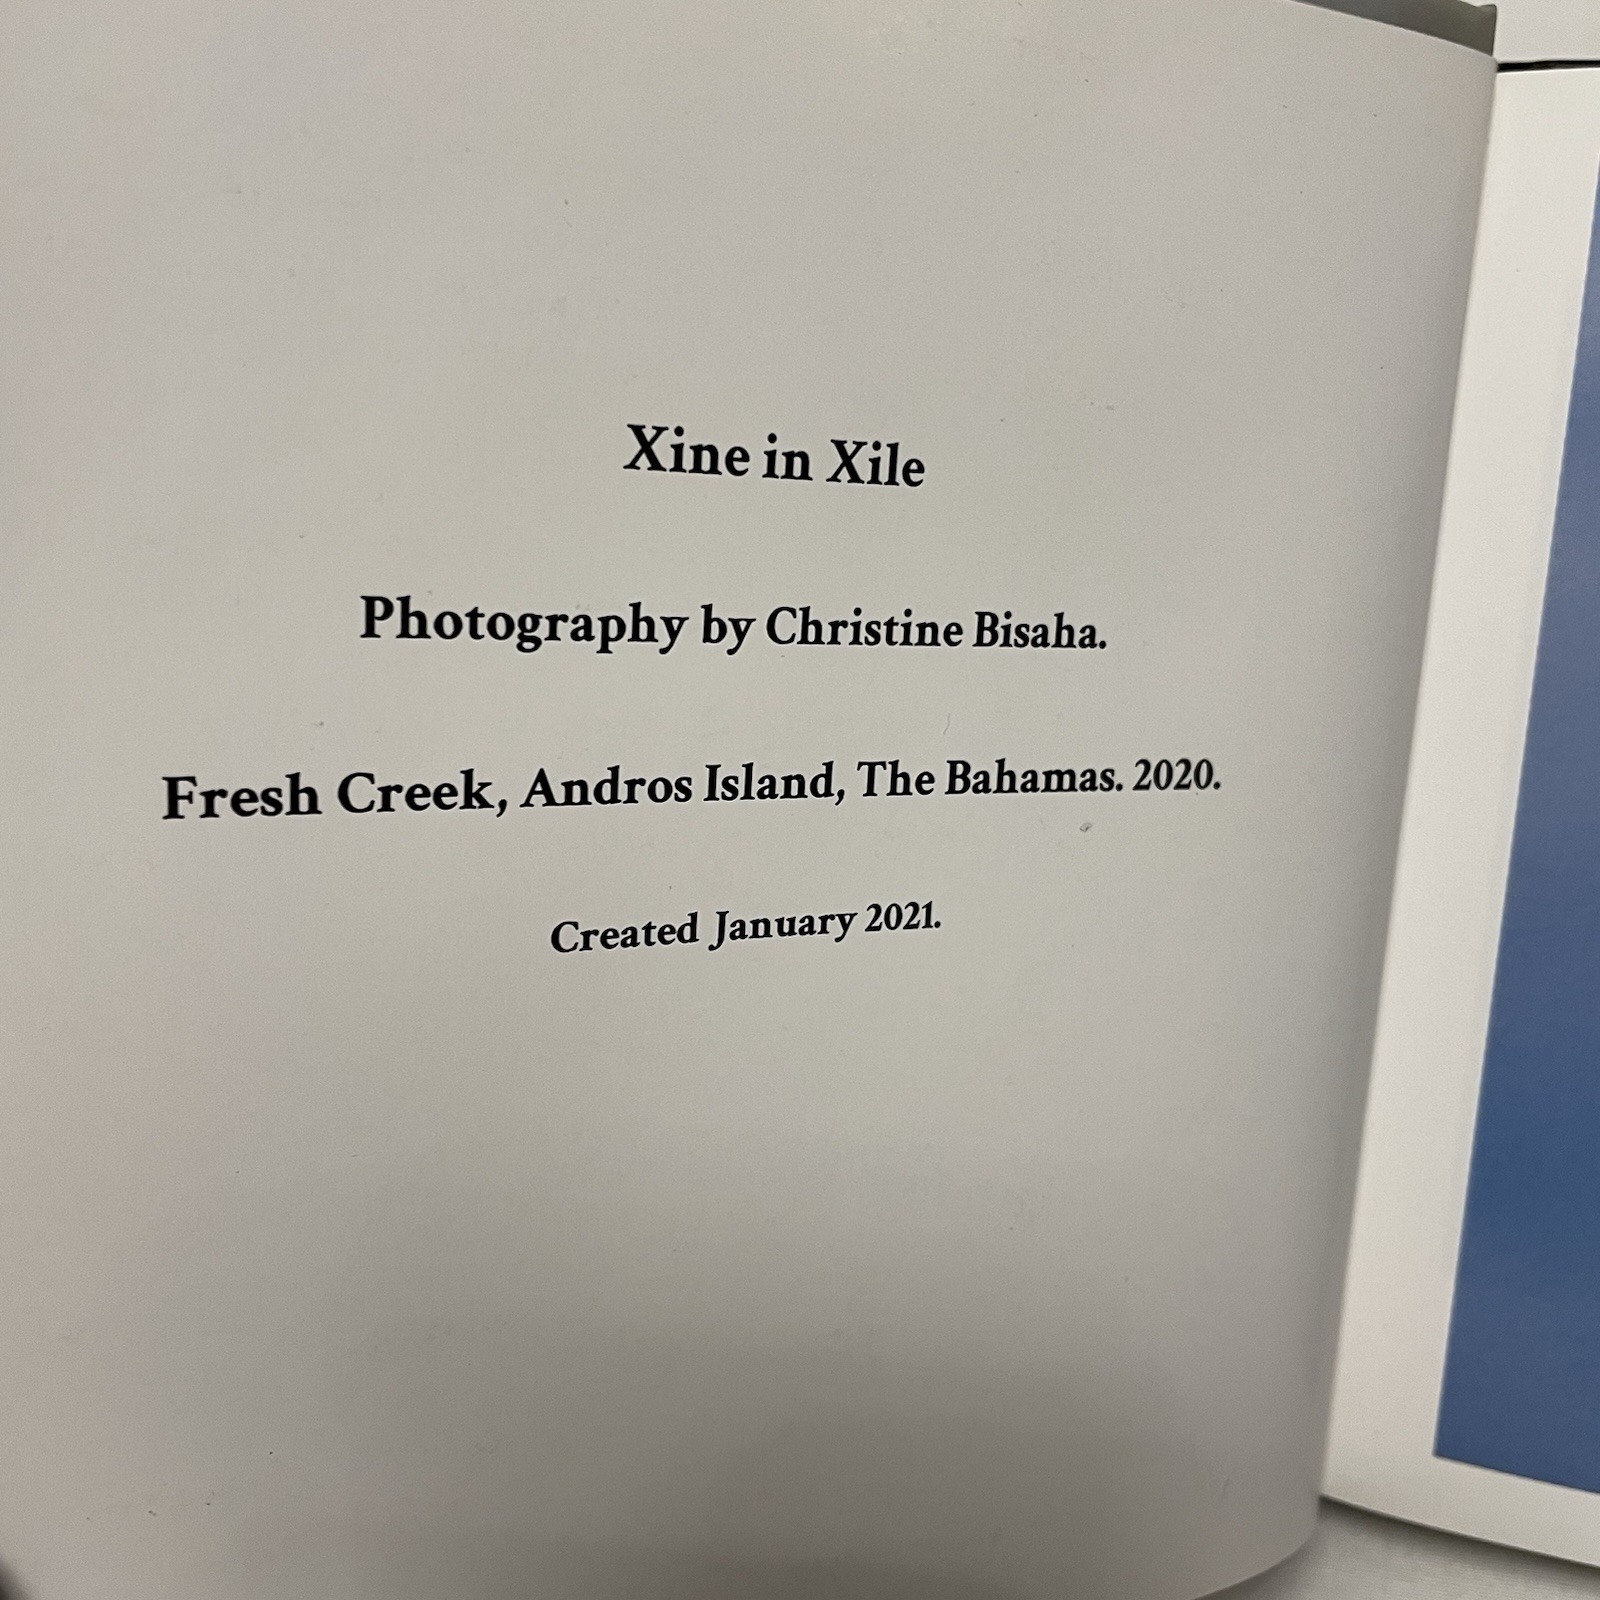 Xine in Xile
Photography by Christine Bisaha.
Fresh Creek, Andros Island, The Bahamas. 2020.
Created January 2021.